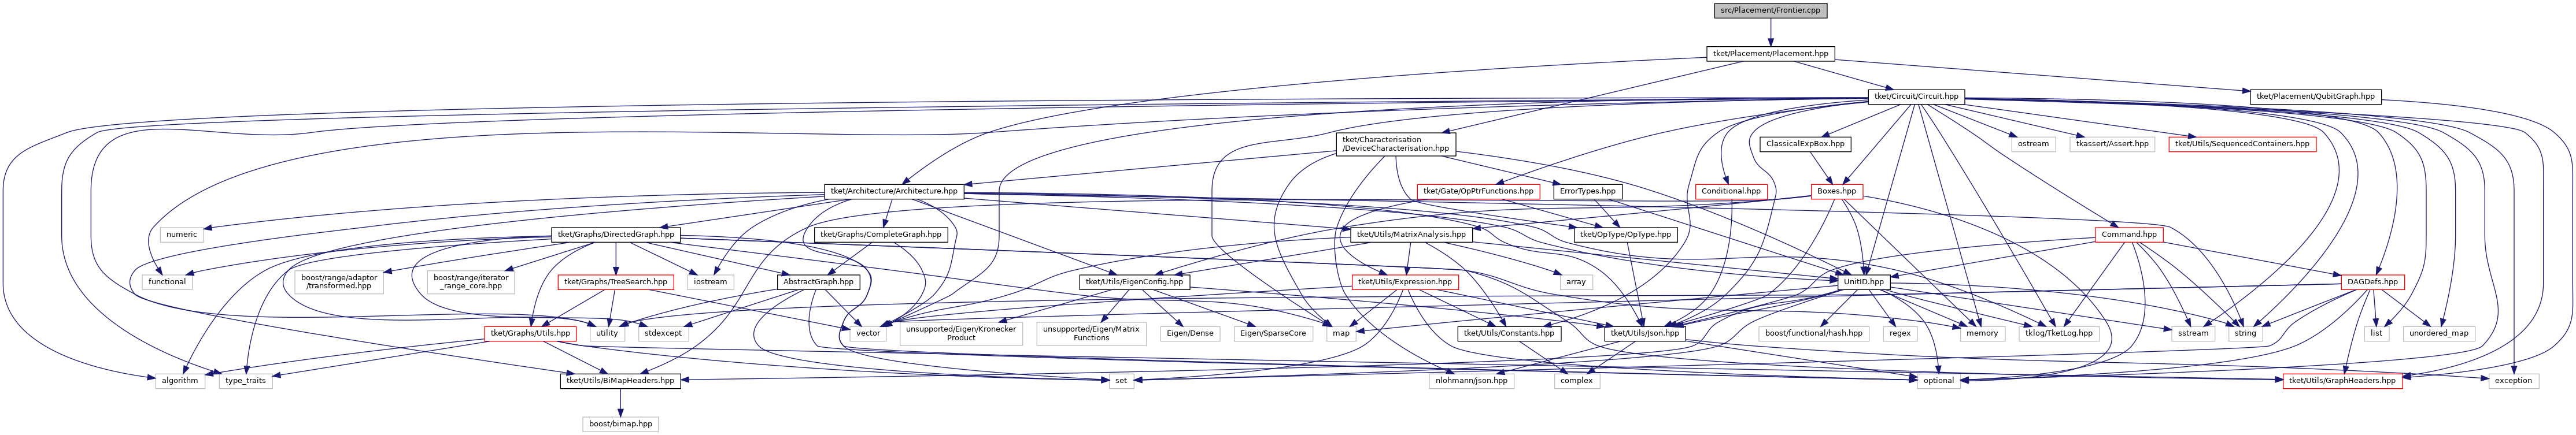 src/Placement/Frontier.cpp
tket/Placement/Placement.hpp
tket/Circuit/Circuit.hpp
tket/Placement/QubitGraph.hpp
tket/Characterisation
/DeviceCharacterisation.hpp
ClassicalExpBox.hpp
ostream
tkassert/Assert.hpp
tket/Utils/SequencedContainers.hpp
tket/Architecture/Architecture.hpp
tket/Gate/OpPtrFunctions.hpp
ErrorTypes.hpp
Conditional.hpp
Boxes.hpp
numeric
tket/Graphs/DirectedGraph.hpp
tket/Graphs/CompleteGraph.hpp
tket/Utils/MatrixAnalysis.hpp
tket/OpType/OpType.hpp
Command.hpp
functional
boost/range/adaptor
/transformed.hpp
boost/range/iterator
_range_core.hpp
tket/Graphs/TreeSearch.hpp
iostream
AbstractGraph.hpp
tket/Utils/EigenConfig.hpp
tket/Utils/Expression.hpp
array
UnitID.hpp
DAGDefs.hpp
tket/Graphs/Utils.hpp
utility
stdexcept
vector
unsupported/Eigen/Kronecker
Product
unsupported/Eigen/Matrix
Functions
Eigen/Dense
Eigen/SparseCore
map
tket/Utils/Constants.hpp
tket/Utils/Json.hpp
boost/functional/hash.hpp
regex
memory
tklog/TketLog.hpp
sstream
string
list
unordered_map
algorithm
type_traits
tket/Utils/BiMapHeaders.hpp
set
nlohmann/json.hpp
complex
optional
tket/Utils/GraphHeaders.hpp
exception
boost/bimap.hpp